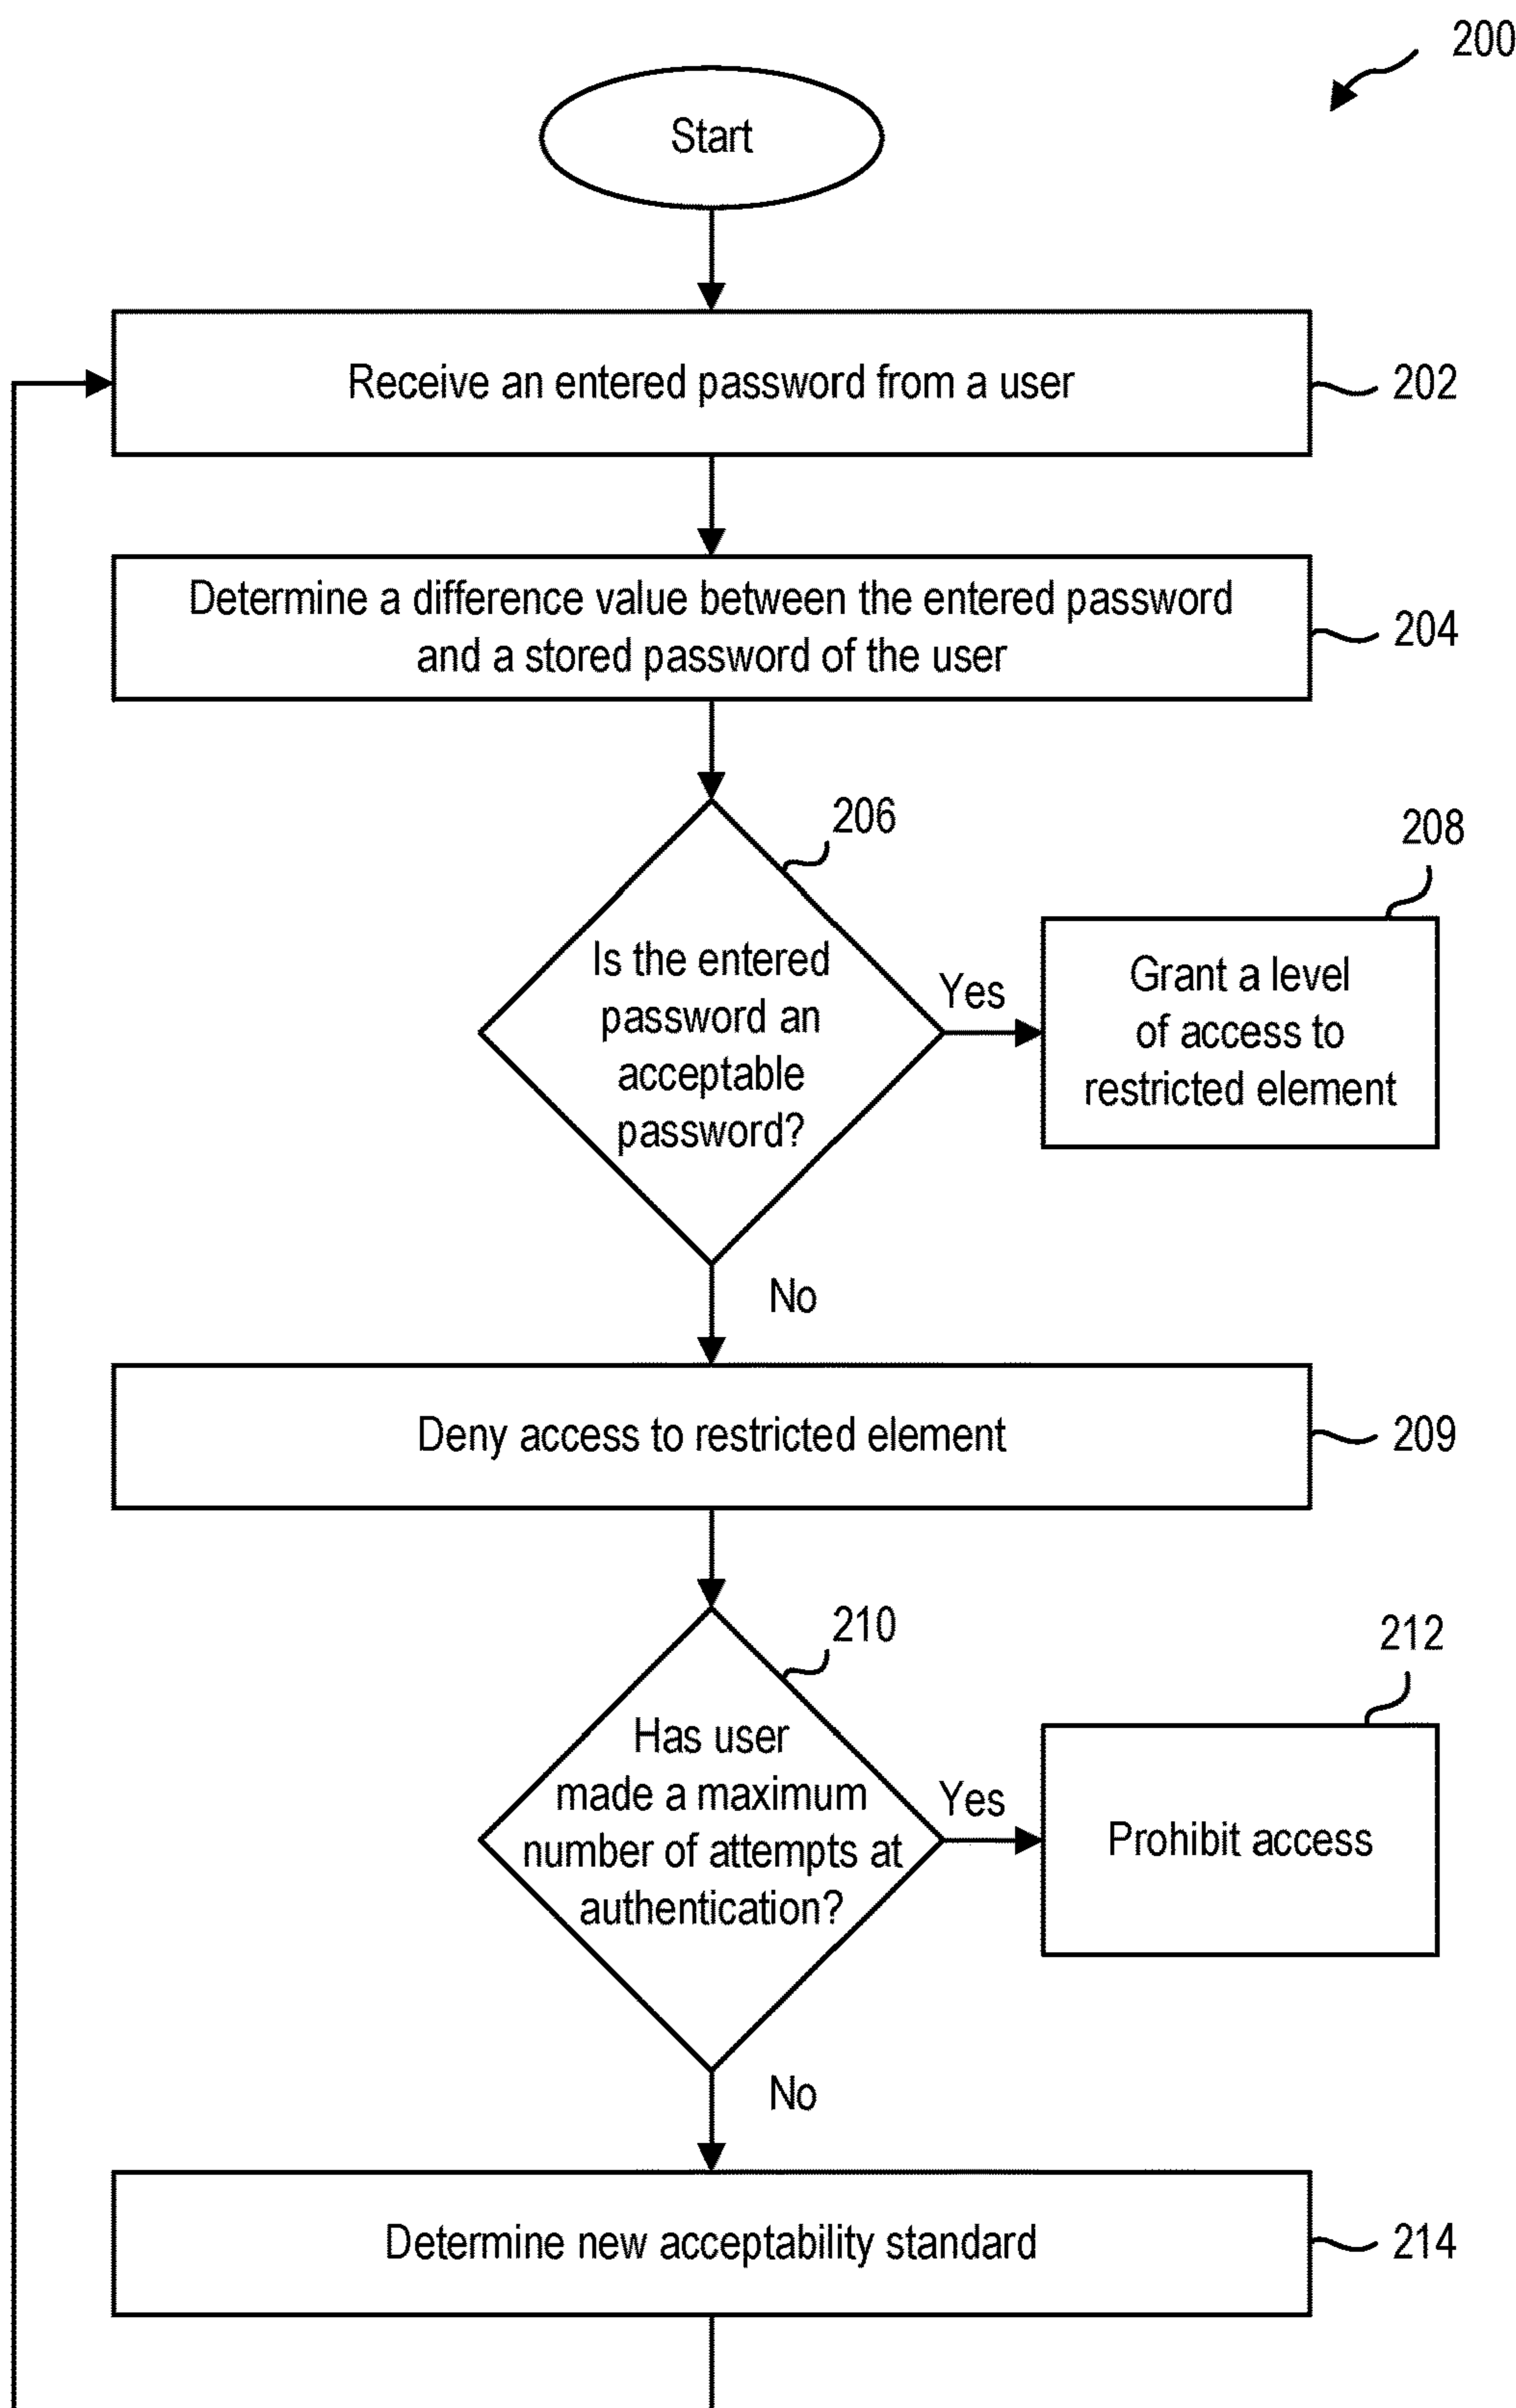 200
Start
Receive an entered password from a user
202
Determine a difference value between the entered password
and a stored password of the user
204
206
Is the entered
password an
acceptable
password?
Yes
208
Grant a level
of access to
restricted element
No
Deny access to restricted element
209
210
Has user
made a maximum
number of attempts at
authentication?
Yes
212
Prohibit access
No
Determine new acceptability standard
214